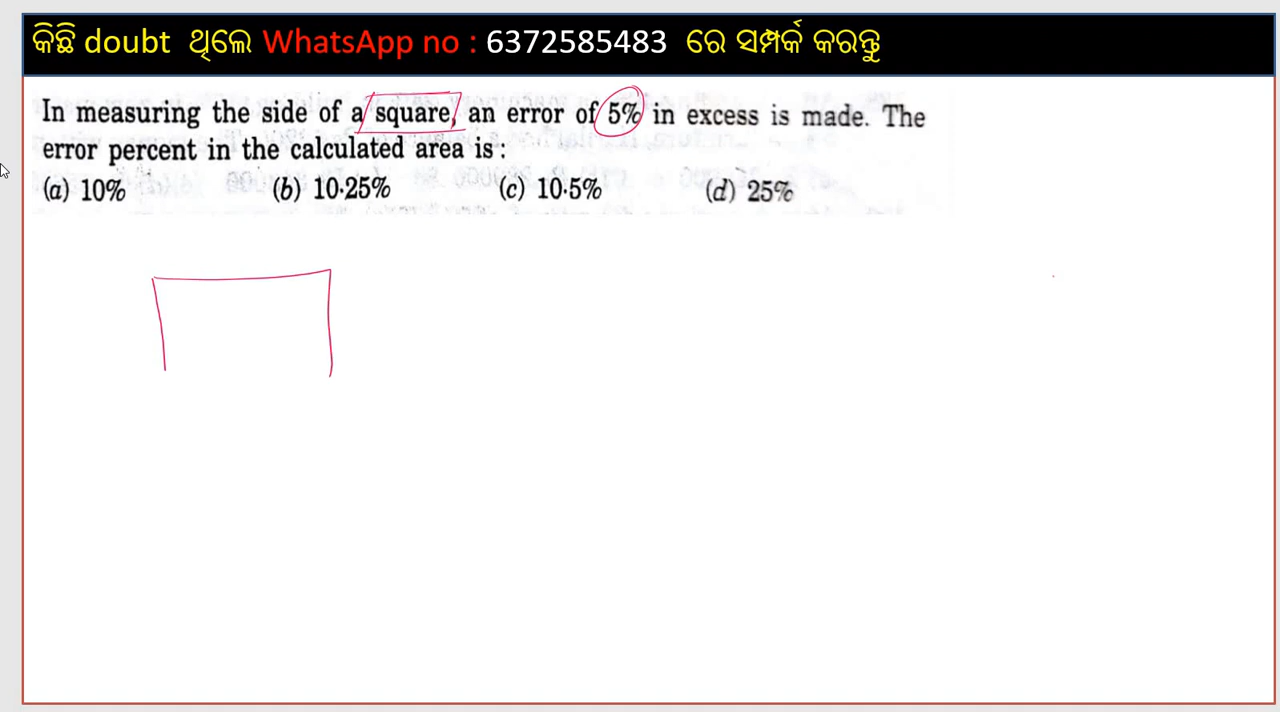 କିଛି doubt ଥିଲେ WhatsApp no : 6372585483 ରେ ସମ୍ପର୍କ କରନ୍ତୁ
In measuring the side of a square, an error of 5% in excess is made. The
error percent in the calculated area is :
(a) 10% (b) 10·25% (c) 10·5% (d) 25%